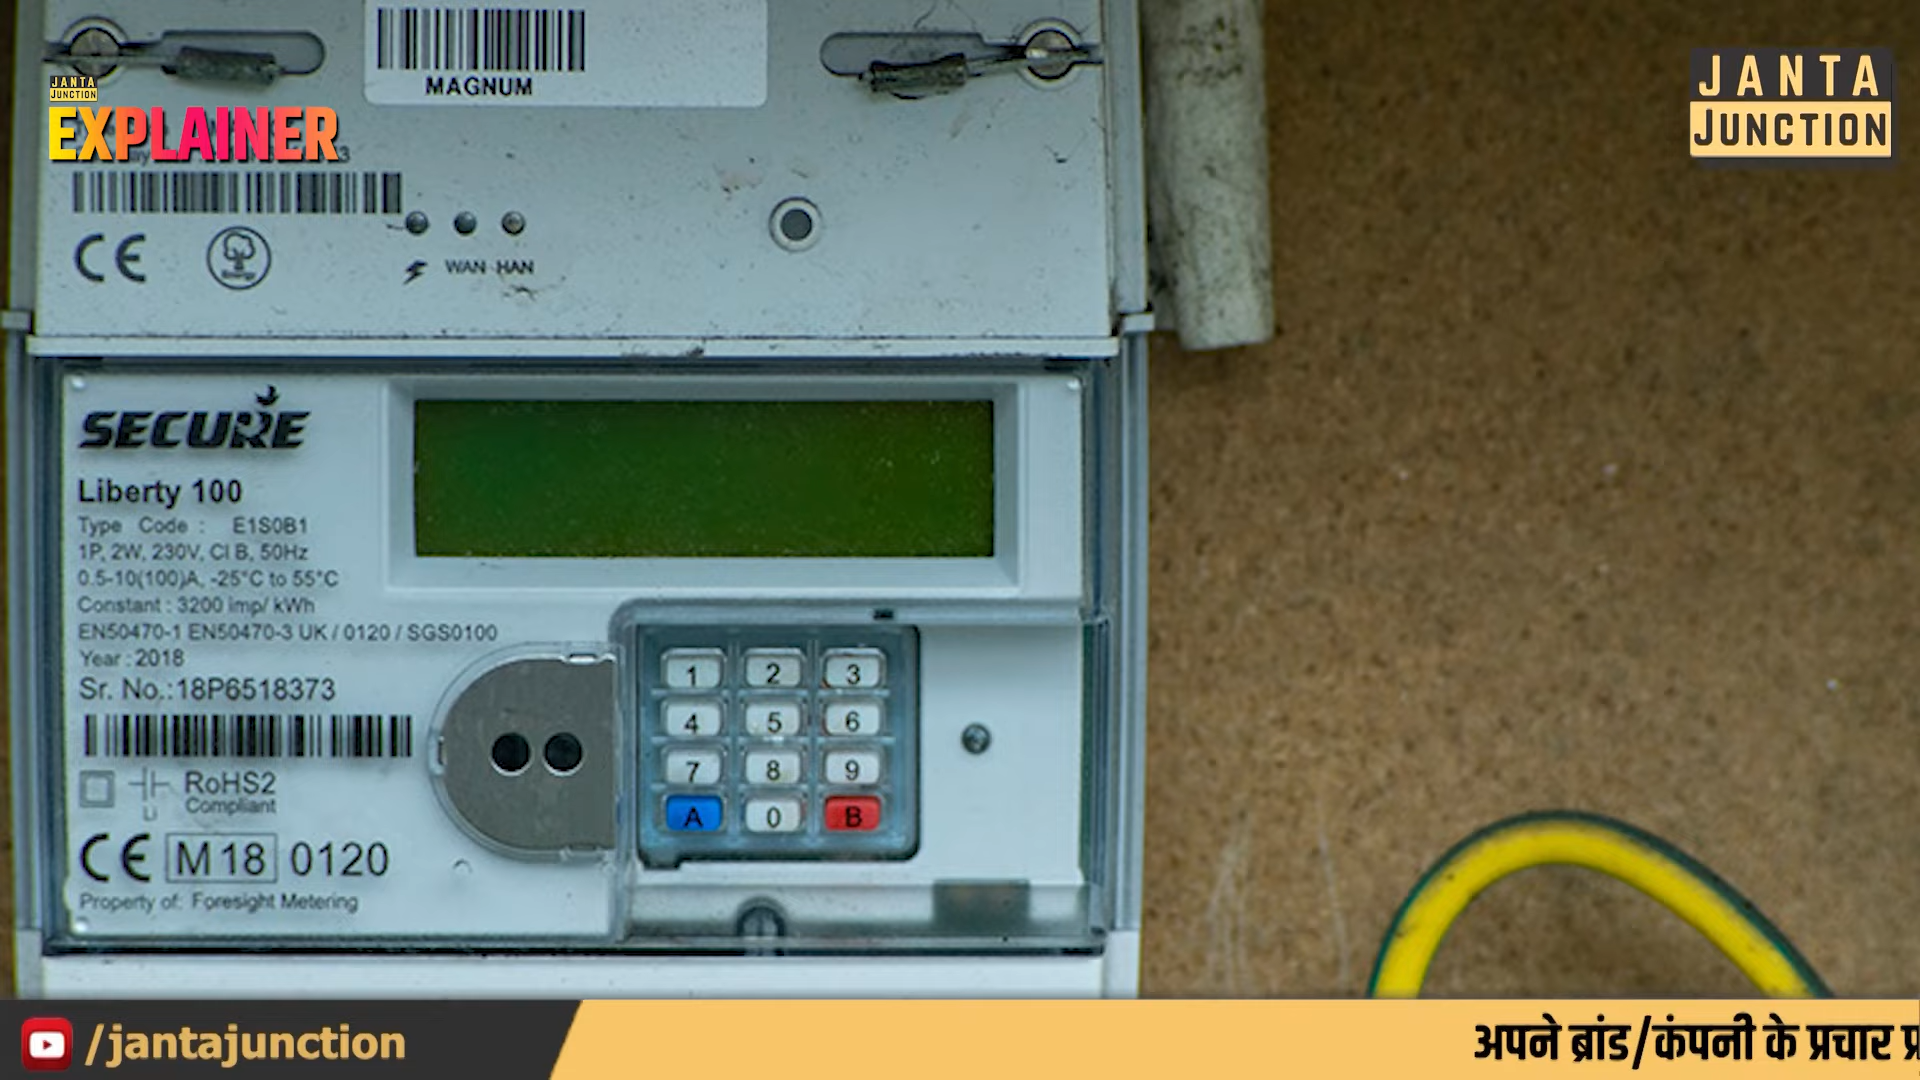 MAGNUM
JANTA
JUNCTION
EXPLAINER
JANTA
JUNCTION
3
CE
Energy
WAN HAN
SECURE
Liberty 100
Type Code : E1S0B1
1P, 2W, 230V, Cl B, 50Hz
0.5-10(100)A, -25°C to 55°C
Constant : 3200 imp/ kWh
EN50470-1 EN50470-3 UK / 0120 / SGS0100
Year : 2018
Sr. No.:18P6518373
RoHS2
Compliant
CE M18 0120
Property of: Foresight Metering
1 2 3
4 5 6
7 8 9
A 0 B
/jantajunction
अपने ब्रांड/कंपनी के प्रचार